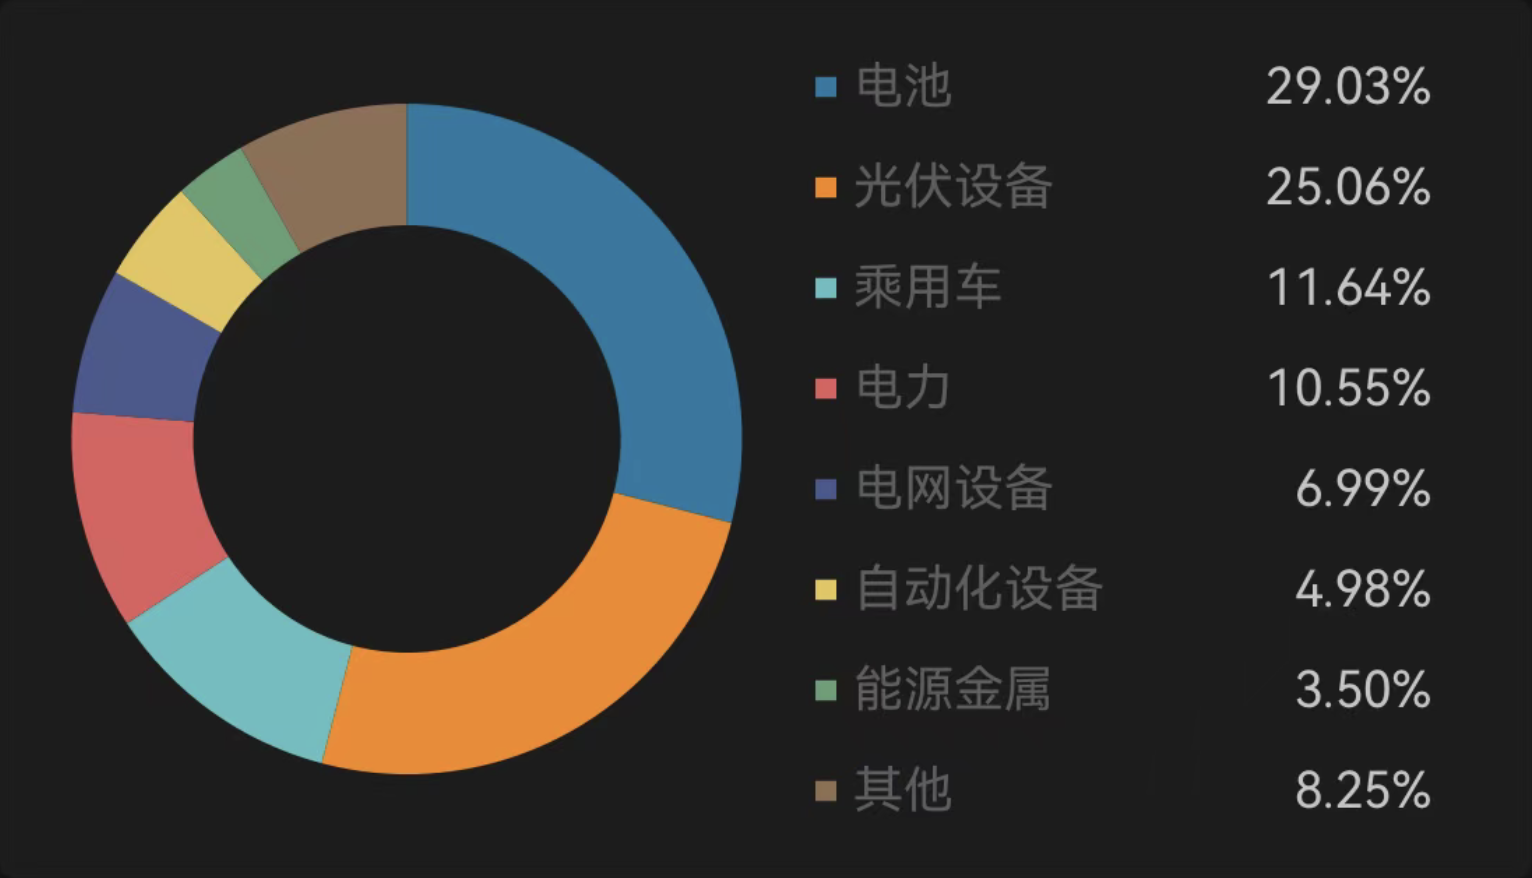 电池 29.03%
光伏设备 25.06%
乘用车 11.64%
电力 10.55%
电网设备 6.99%
自动化设备 4.98%
能源金属 3.50%
其他 8.25%